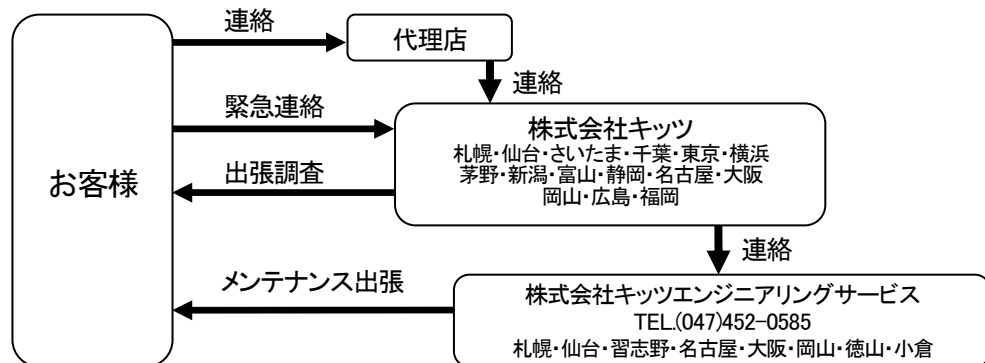 連絡
代理店
連絡
緊急連絡
株式会社キッツ
札幌・仙台・さいたま・千葉・東京・横浜
茅野・新潟・富山・静岡・名古屋・大阪
岡山・広島・福岡
お客様
出張調査
連絡
メンテナンス出張
株式会社キッツエンジニアリングサービス
TEL.(047)452-0585
札幌・仙台・習志野・名古屋・大阪・岡山・徳山・小倉